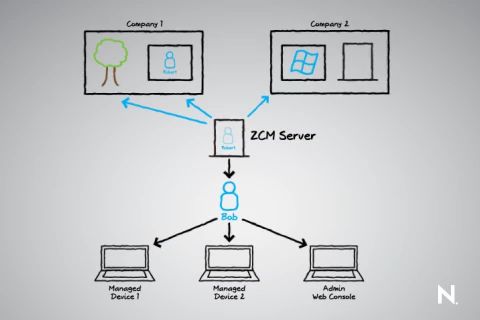 Company 1
Company 2
Robert
Robert
ZCM Server
Bob
Managed
Device 1
Managed
Device 2
Admin
Web Console
N.